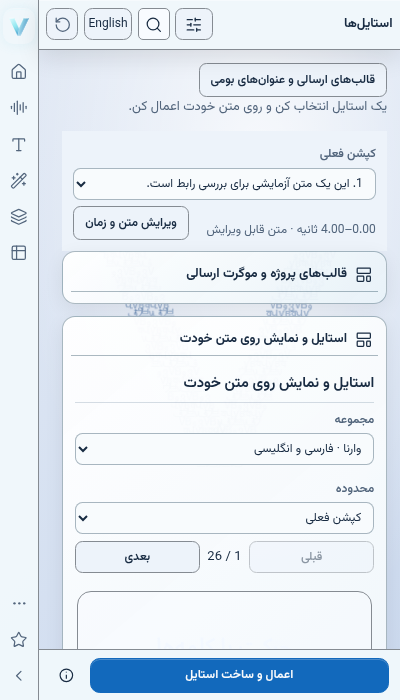 استایل‌ها
English
قالب‌های ارسالی و عنوان‌های بومی
یک استایل انتخاب کن و روی متن خودت اعمال کن.
کپشن فعلی
1. این یک متن آزمایشی برای بررسی رابط است.
0.00–4.00 ثانیه · متن قابل ویرایش
ویرایش متن و زمان
قالب‌های پروژه و موگرت ارسالی
استایل و نمایش روی متن خودت
استایل و نمایش روی متن خودت
مجموعه
وارنا · فارسی و انگلیسی
محدوده
کپشن فعلی
قبلی
1 / 26
بعدی
اعمال و ساخت استایل